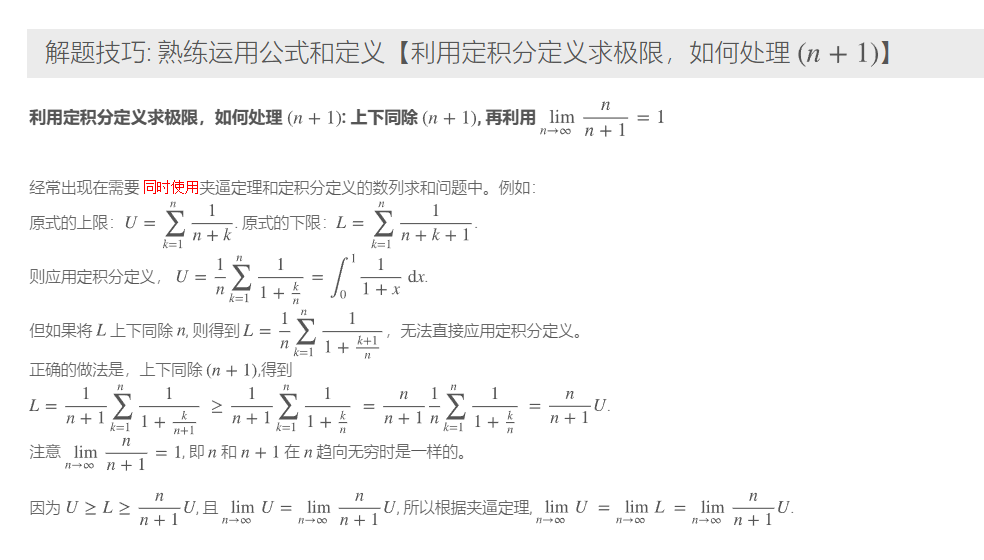 解题技巧: 熟练运用公式和定义【利用定积分定义求极限，如何处理 (n + 1)】
利用定积分定义求极限，如何处理 (n + 1): 上下同除 (n + 1), 再利用 $\lim_{n \to \infty} \frac{n}{n+1} = 1$
经常出现在需要 同时使用夹逼定理和定积分定义的数列求和问题中。例如:
原式的上限: $U = \sum_{k=1}^{n} \frac{1}{n+k}$. 原式的下限: $L = \sum_{k=1}^{n} \frac{1}{n+k+1}$.
则应用定积分定义， $U = \frac{1}{n} \sum_{k=1}^{n} \frac{1}{1+\frac{k}{n}} = \int_0^1 \frac{1}{1+x} \mathrm{d}x$.
但如果将 L 上下同除 n, 则得到 $L = \frac{1}{n} \sum_{k=1}^{n} \frac{1}{1+\frac{k+1}{n}}$， 无法直接应用定积分定义。
正确的做法是，上下同除 (n + 1),得到
$L = \frac{1}{n+1} \sum_{k=1}^{n} \frac{1}{1+\frac{k}{n+1}} \geq \frac{1}{n+1} \sum_{k=1}^{n} \frac{1}{1+\frac{k}{n}} = \frac{n}{n+1} \frac{1}{n} \sum_{k=1}^{n} \frac{1}{1+\frac{k}{n}} = \frac{n}{n+1} U$.
注意 $\lim_{n \to \infty} \frac{n}{n+1} = 1$, 即 n 和 n + 1 在 n 趋向无穷时是一样的。
因为 $U \geq L \geq \frac{n}{n+1} U$, 且 $\lim_{n \to \infty} U = \lim_{n \to \infty} \frac{n}{n+1} U$, 所以根据夹逼定理, $\lim_{n \to \infty} U = \lim_{n \to \infty} L = \lim_{n \to \infty} \frac{n}{n+1} U$.